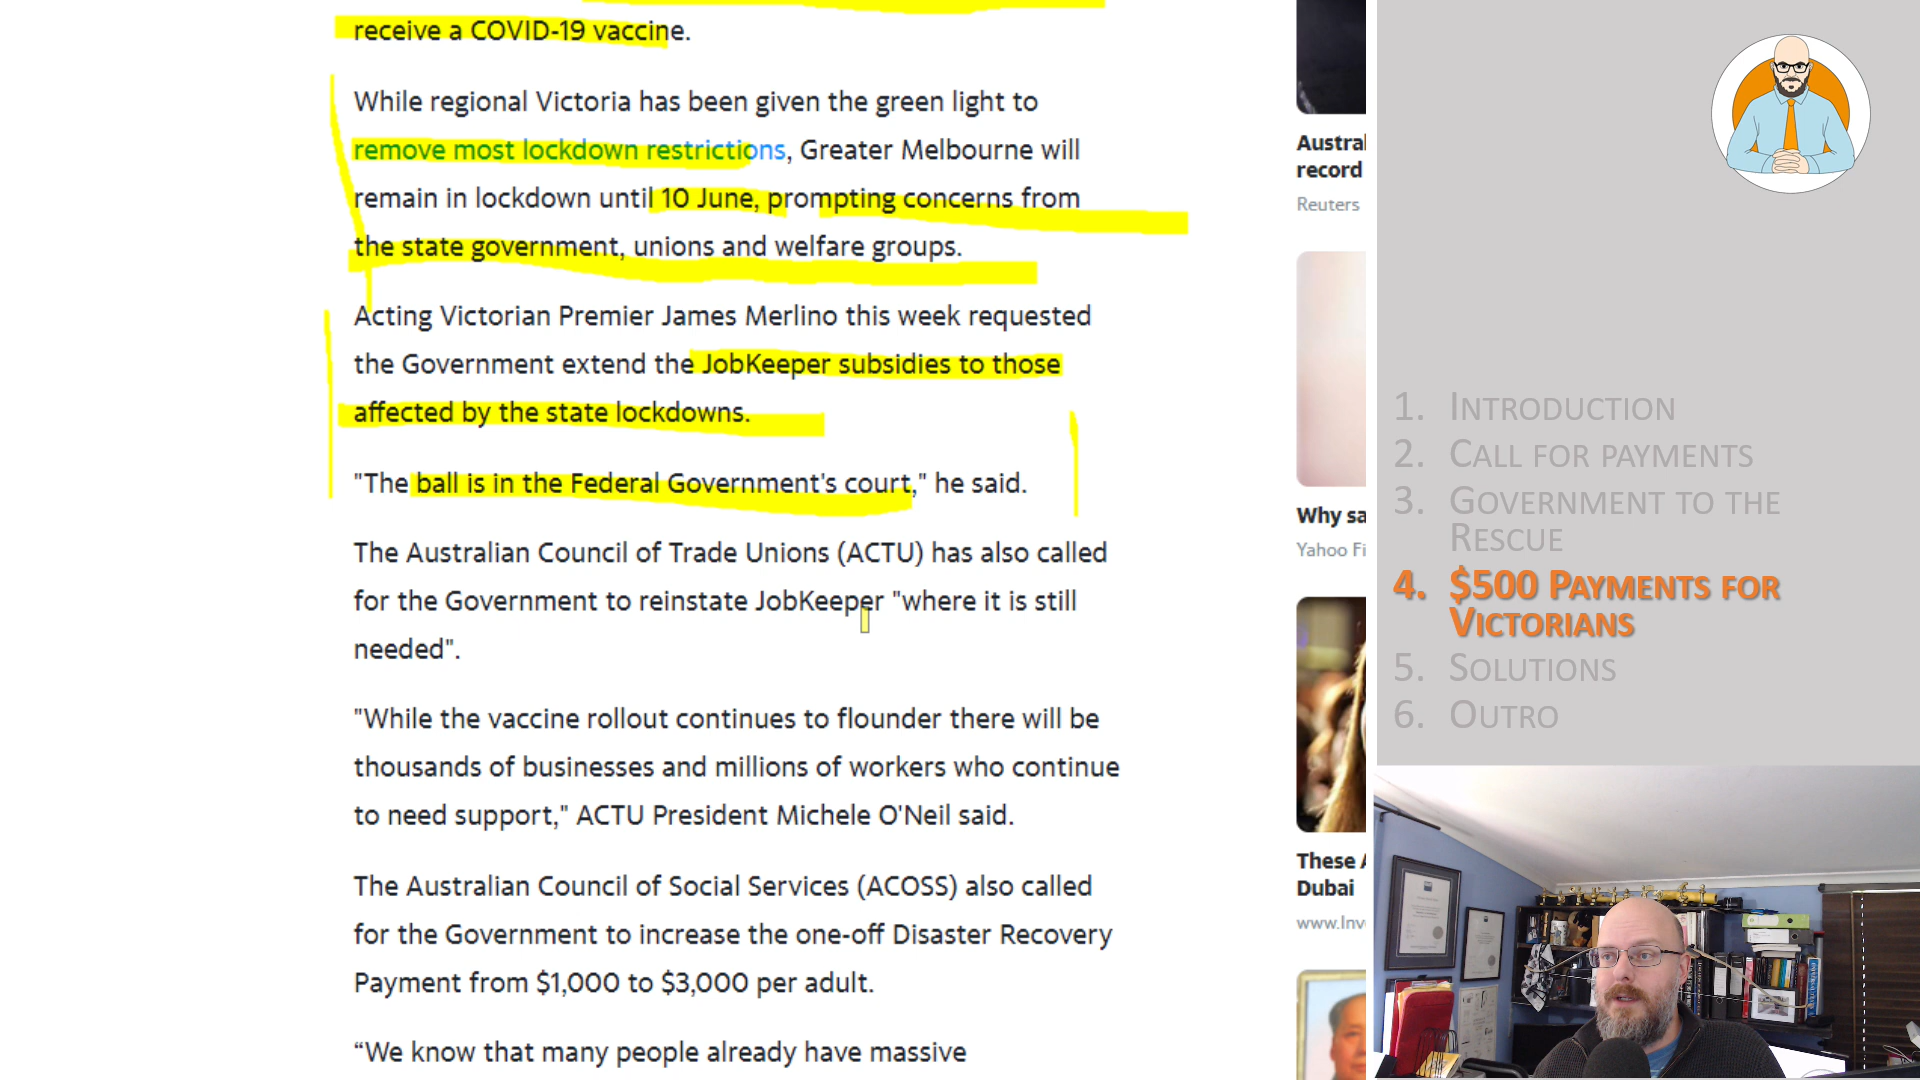 receive a COVID-19 vaccine.
While regional Victoria has been given the green light to
remove most lockdown restrictions, Greater Melbourne will
remain in lockdown until 10 June, prompting concerns from
the state government, unions and welfare groups.
Acting Victorian Premier James Merlino this week requested
the Government extend the JobKeeper subsidies to those
affected by the state lockdowns.
"The ball is in the Federal Government's court," he said.
The Australian Council of Trade Unions (ACTU) has also called
for the Government to reinstate JobKeeper "where it is still
needed".
"While the vaccine rollout continues to flounder there will be
thousands of businesses and millions of workers who continue
to need support," ACTU President Michele O'Neil said.
The Australian Council of Social Services (ACOSS) also called
for the Government to increase the one-off Disaster Recovery
Payment from $1,000 to $3,000 per adult.
“We know that many people already have massive
Austral
record
Reuters
Why sa
Yahoo Fi
These
Dubai
www.Inv
1. Introduction
2. Call for payments
3. Government to the
Rescue
4. $500 Payments for
Victorians
5. Solutions
6. Outro